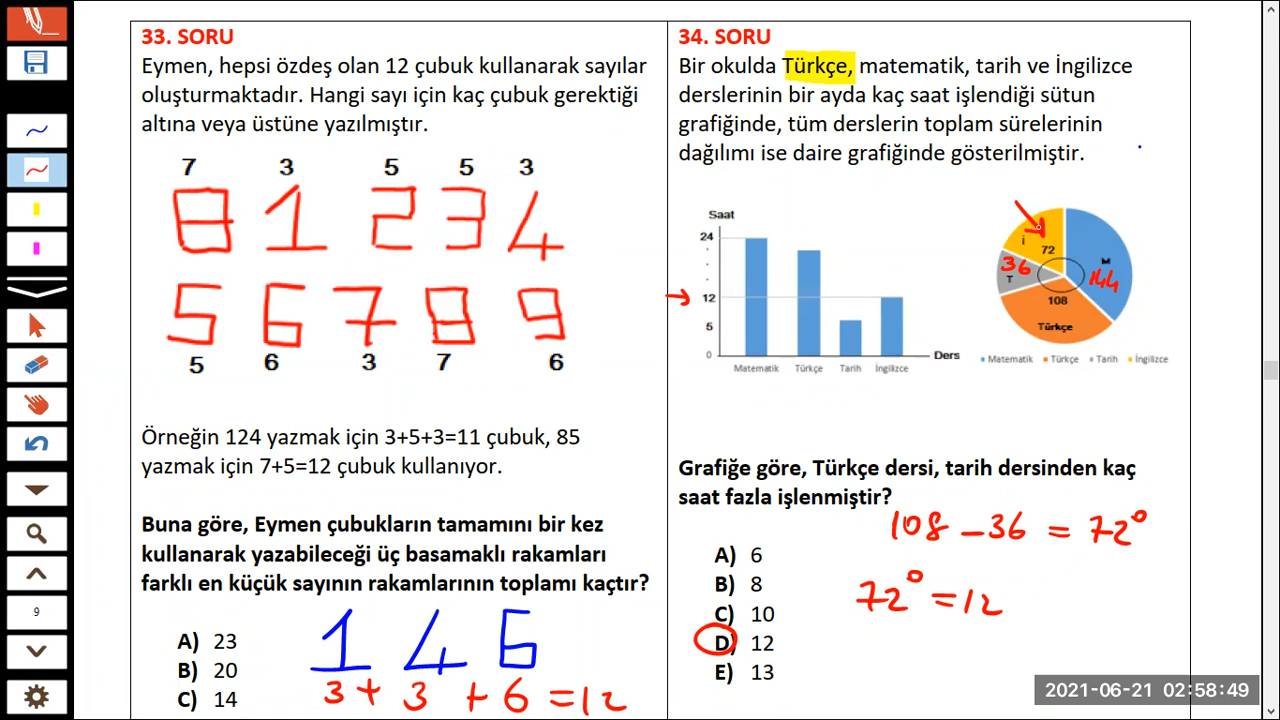 33. SORU
Eymen, hepsi özdeş olan 12 çubuk kullanarak sayılar
oluşturmaktadır. Hangi sayı için kaç çubuk gerektiği
altına veya üstüne yazılmıştır.
7 3 5 5 3
8 1 2 3 4
5 6 7 8 9
5 6 3 7 6
Örneğin 124 yazmak için 3+5+3=11 çubuk, 85
yazmak için 7+5=12 çubuk kullanıyor.
Buna göre, Eymen çubukların tamamını bir kez
kullanarak yazabileceği üç basamaklı rakamları
farklı en küçük sayının rakamlarının toplamı kaçtır?
A) 23
B) 20
C) 14
1 4 6
3 + 3 + 6 = 12
34. SORU
Bir okulda Türkçe, matematik, tarih ve İngilizce
derslerinin bir ayda kaç saat işlendiği sütun
grafiğinde, tüm derslerin toplam sürelerinin
dağılımı ise daire grafiğinde gösterilmiştir.
Saat
24
12
5
0
Matematik Türkçe Tarih İngilizce
Ders
İ
72
M
144
36
T
108
Türkçe
Matematik Türkçe Tarih İngilizce
Grafiğe göre, Türkçe dersi, tarih dersinden kaç
saat fazla işlenmiştir?
108 - 36 = 72°
72° = 12
A) 6
B) 8
C) 10
D) 12
E) 13
9
2021-06-21 02:58:49